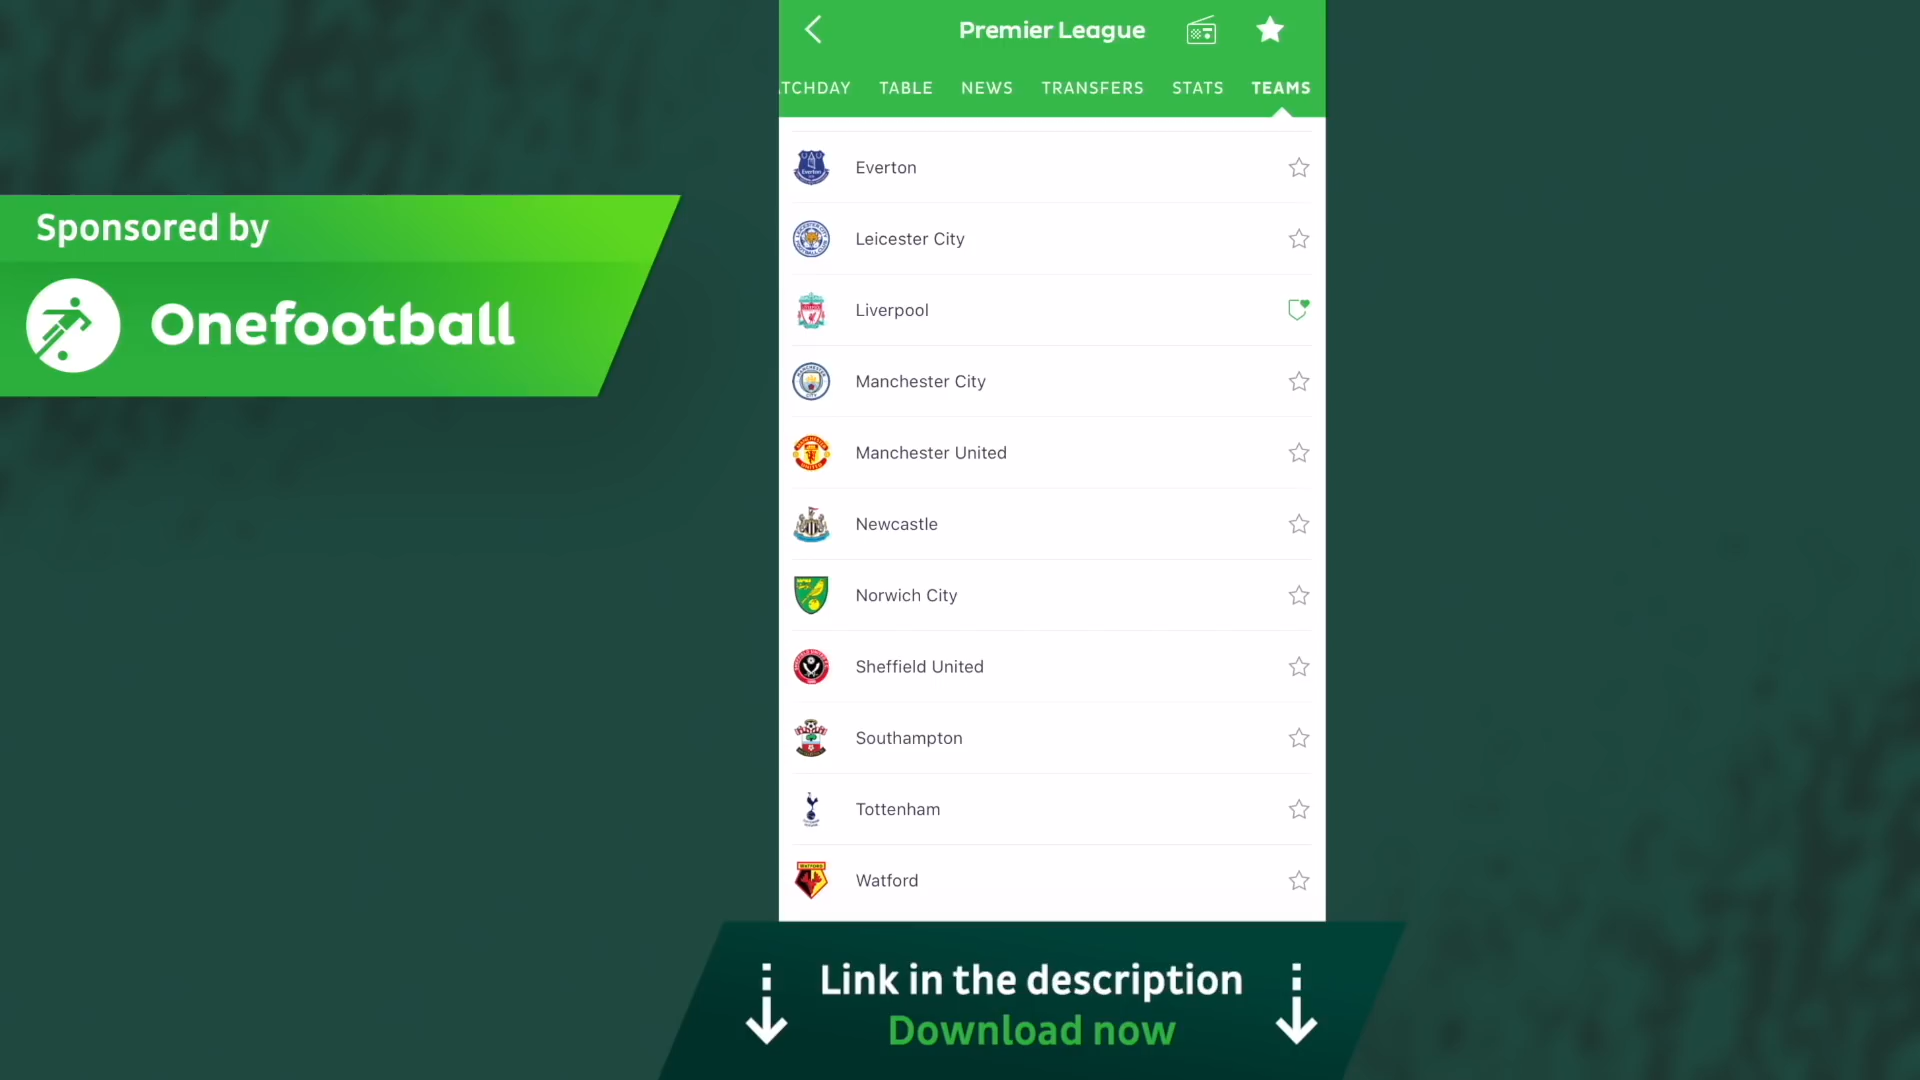 Premier League
TCHDAY TABLE NEWS TRANSFERS STATS TEAMS
Sponsored by
Onefootball
Everton
Leicester City
Liverpool
Manchester City
Manchester United
Newcastle
Norwich City
Sheffield United
Southampton
Tottenham
Watford
Link in the description
Download now